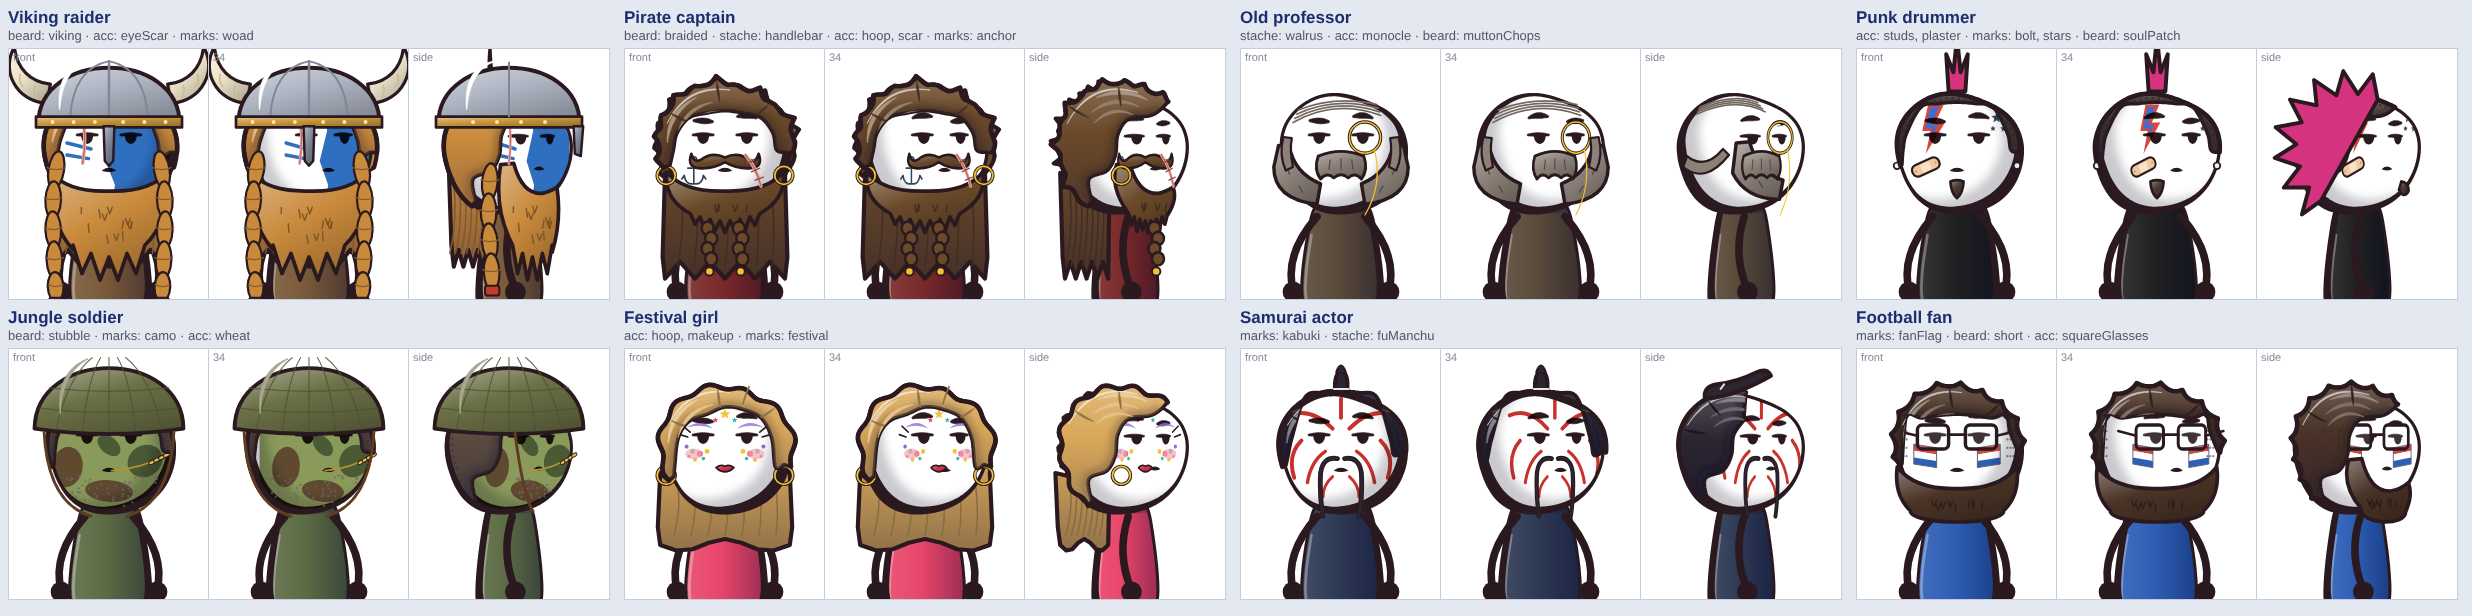 Viking raider
beard: viking · acc: eyeScar · marks: woad
front
34
side
Pirate captain
beard: braided · stache: handlebar · acc: hoop, scar · marks: anchor
front
34
side
Old professor
stache: walrus · acc: monocle · beard: muttonChops
front
34
side
Punk drummer
acc: studs, plaster · marks: bolt, stars · beard: soulPatch
front
34
side
Jungle soldier
beard: stubble · marks: camo · acc: wheat
front
34
side
Festival girl
acc: hoop, makeup · marks: festival
front
34
side
Samurai actor
marks: kabuki · stache: fuManchu
front
34
side
Football fan
marks: fanFlag · beard: short · acc: squareGlasses
front
34
side